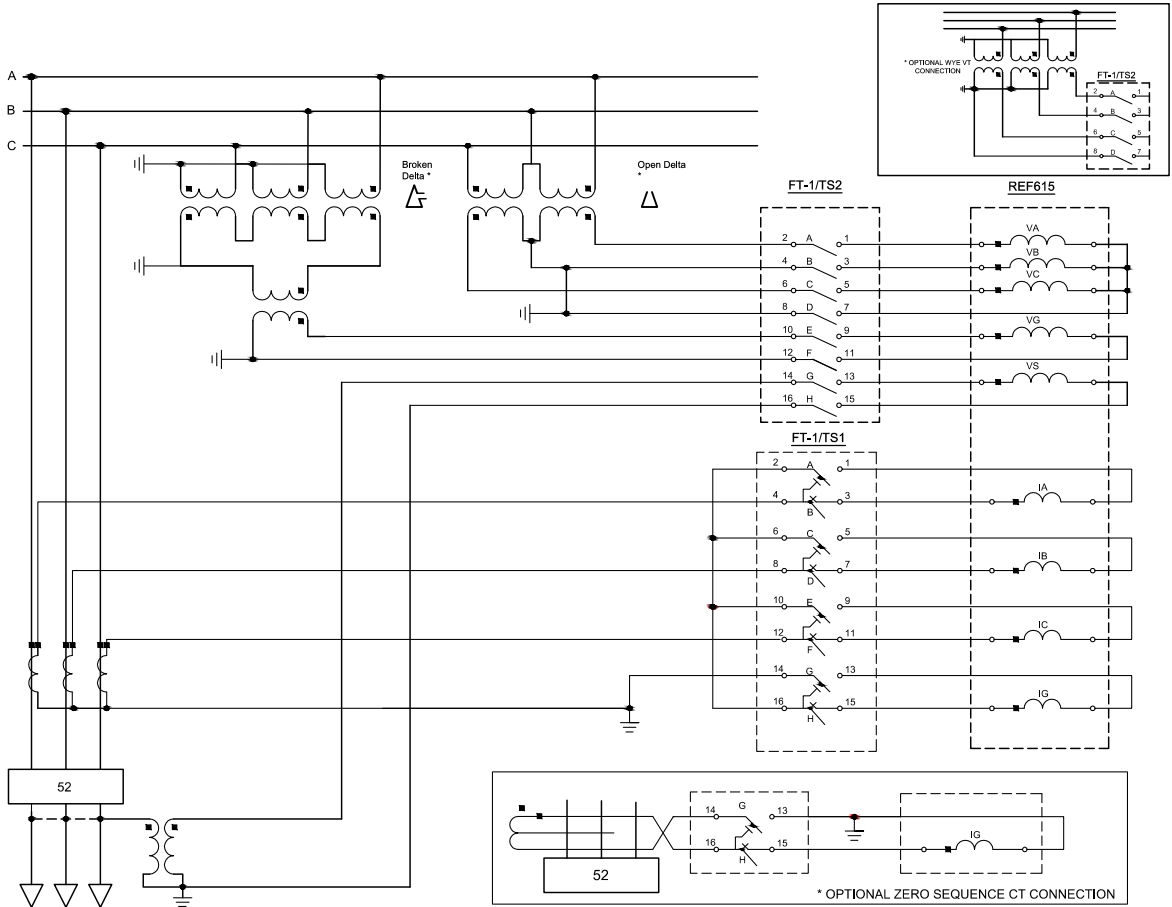 * OPTIONAL WYE VT
CONNECTION
FT-1/TS2
2 A 1
4 B 3
6 C 5
8 D 7
A
B
C
Broken
Delta *
Open Delta
*
FT-1/TS2
REF615
2 A 1
VA
4 B 3
VB
6 C 5
VC
8 D 7
10 E 9
VG
12 F 11
14 G 13
VS
16 H 15
FT-1/TS1
2 A 1
4 3
IA
B
6 C 5
8 7
IB
D
10 E 9
12 11
IC
F
14 G 13
16 15
IG
H
52
14 G 13
16 15
IG
H
52
* OPTIONAL ZERO SEQUENCE CT CONNECTION